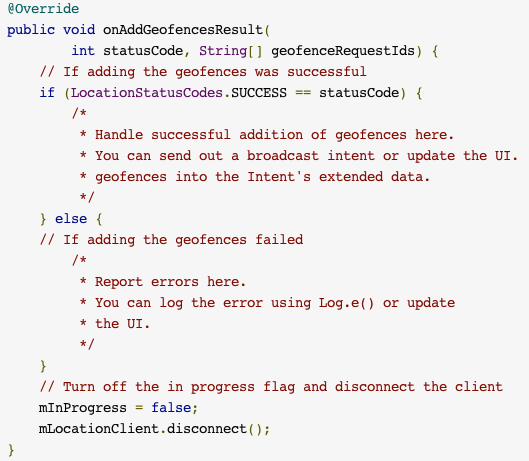 @Override
public void onAddGeofencesResult(
        int statusCode, String[] geofenceRequestIds) {
    // If adding the geofences was successful
    if (LocationStatusCodes.SUCCESS == statusCode) {
        /*
         * Handle successful addition of geofences here.
         * You can send out a broadcast intent or update the UI.
         * geofences into the Intent's extended data.
         */
    } else {
    // If adding the geofences failed
        /*
         * Report errors here.
         * You can log the error using Log.e() or update
         * the UI.
         */
    }
    // Turn off the in progress flag and disconnect the client
    mInProgress = false;
    mLocationClient.disconnect();
}